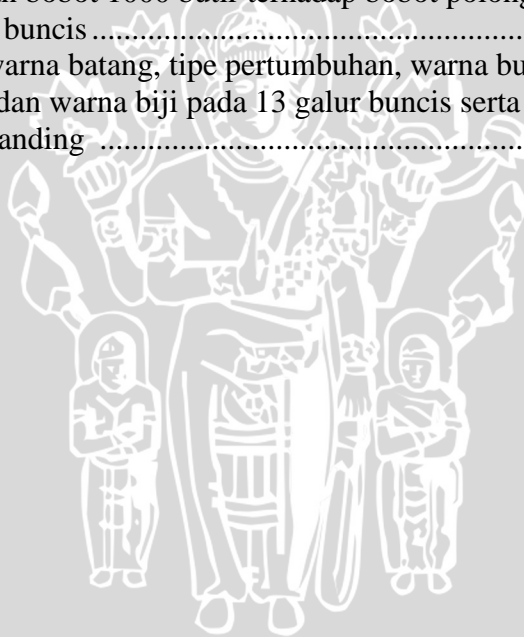 bobot 1000 butir terhadap bobot polong
buncis ........................................................
warna batang, tipe pertumbuhan, warna bu
dan warna biji pada 13 galur buncis serta
anding ........................................................